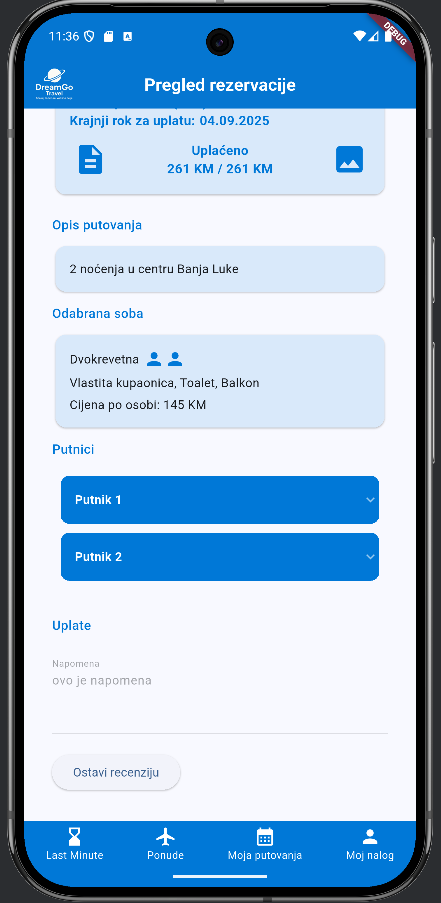 11:36
DEBUG
DreamGo
Travel
Pregled rezervacije
Krajnji rok za uplatu: 04.09.2025
Uplaćeno
261 KM / 261 KM
Opis putovanja
2 noćenja u centru Banja Luke
Odabrana soba
Dvokrevetna
Vlastita kupaonica, Toalet, Balkon
Cijena po osobi: 145 KM
Putnici
Putnik 1
Putnik 2
Uplate
Napomena
ovo je napomena
Ostavi recenziju
Last Minute
Ponude
Moja putovanja
Moj nalog